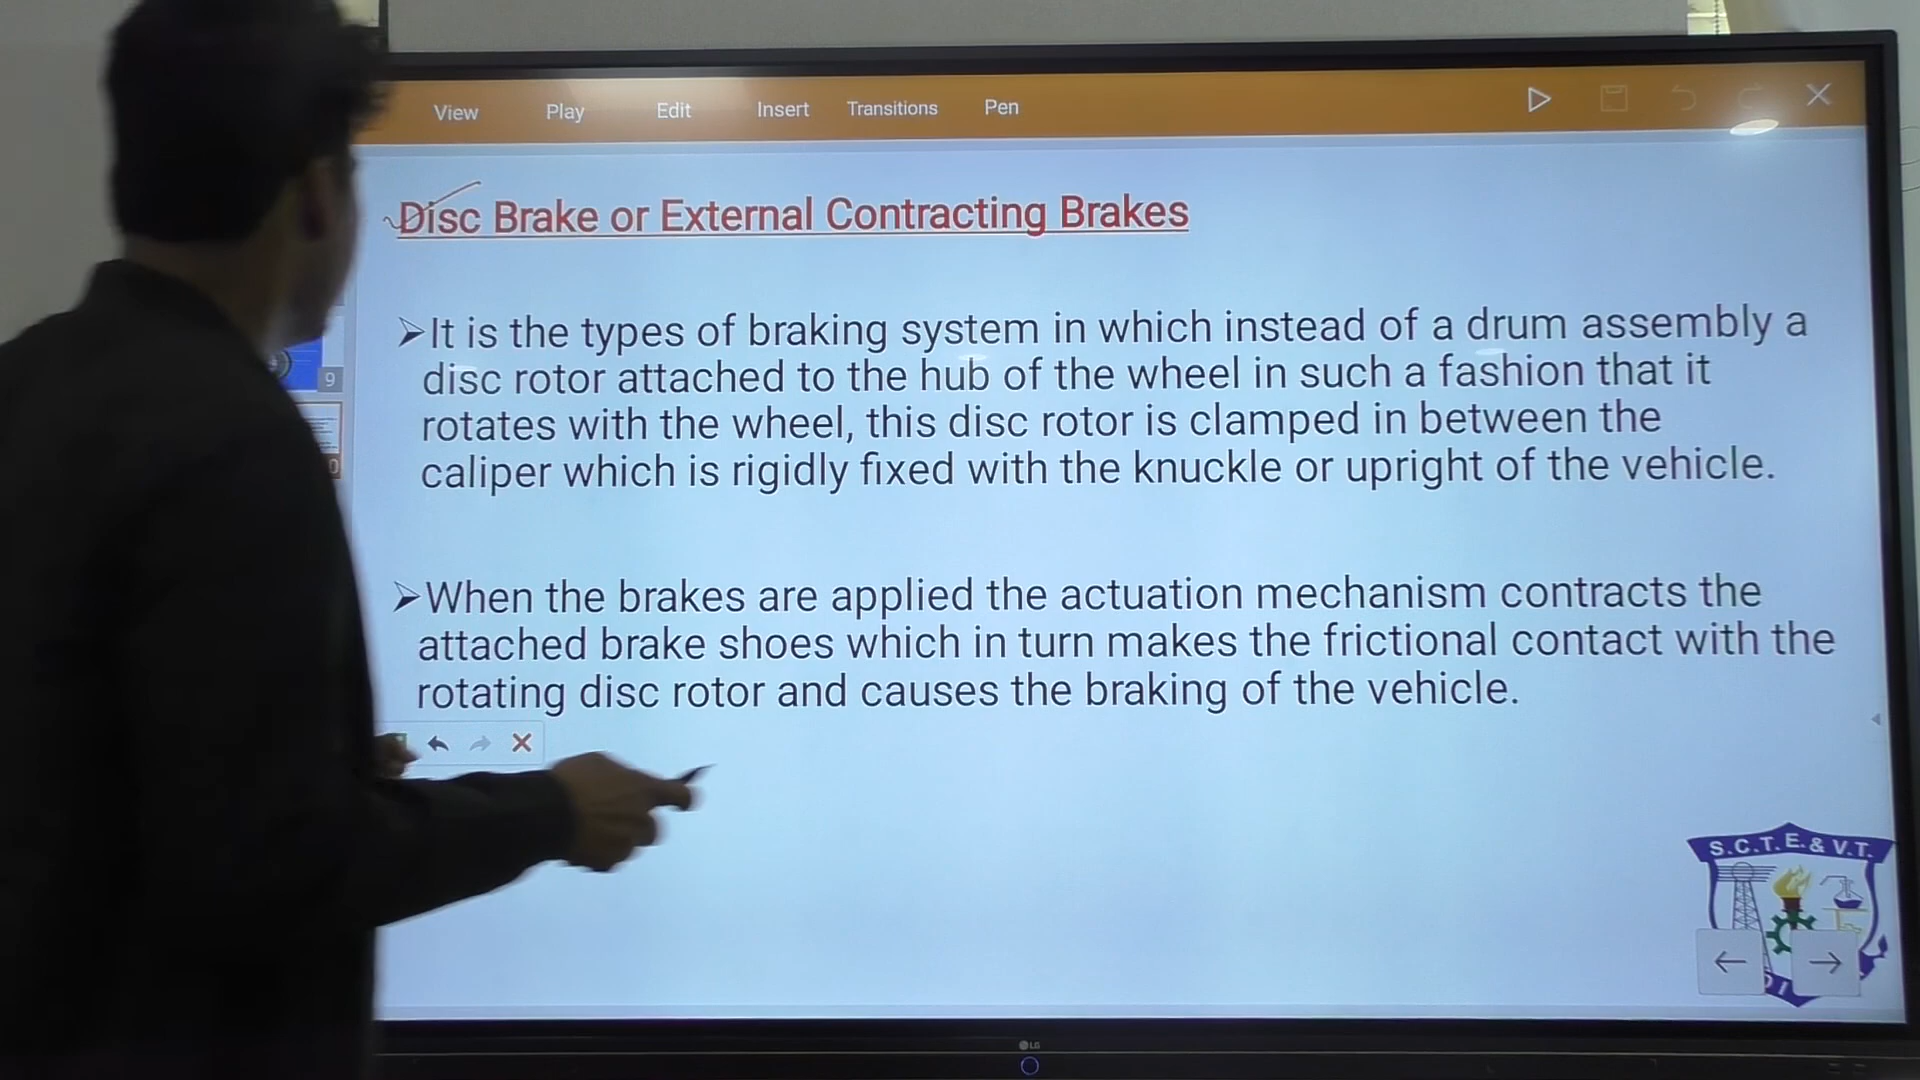 View Play Edit Insert Transitions Pen
Disc Brake or External Contracting Brakes
➢It is the types of braking system in which instead of a drum assembly a
disc rotor attached to the hub of the wheel in such a fashion that it
rotates with the wheel, this disc rotor is clamped in between the
caliper which is rigidly fixed with the knuckle or upright of the vehicle.
9
0
➢When the brakes are applied the actuation mechanism contracts the
attached brake shoes which in turn makes the frictional contact with the
rotating disc rotor and causes the braking of the vehicle.
S.C.T.E.& V.T.
LG